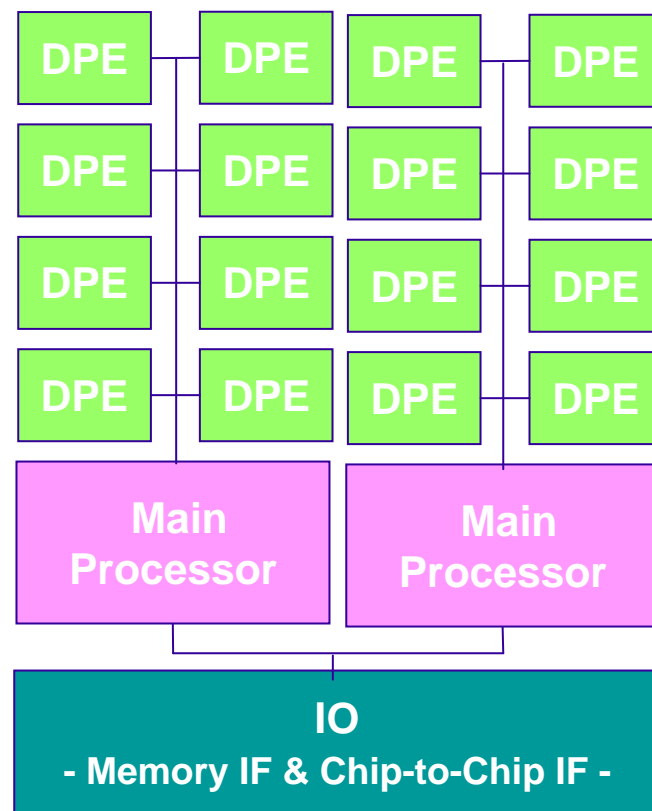 DPE DPE DPE DPE
DPE DPE DPE DPE
DPE DPE DPE DPE
DPE DPE DPE DPE
Main
Processor
Main
Processor
IO
- Memory IF & Chip-to-Chip IF -